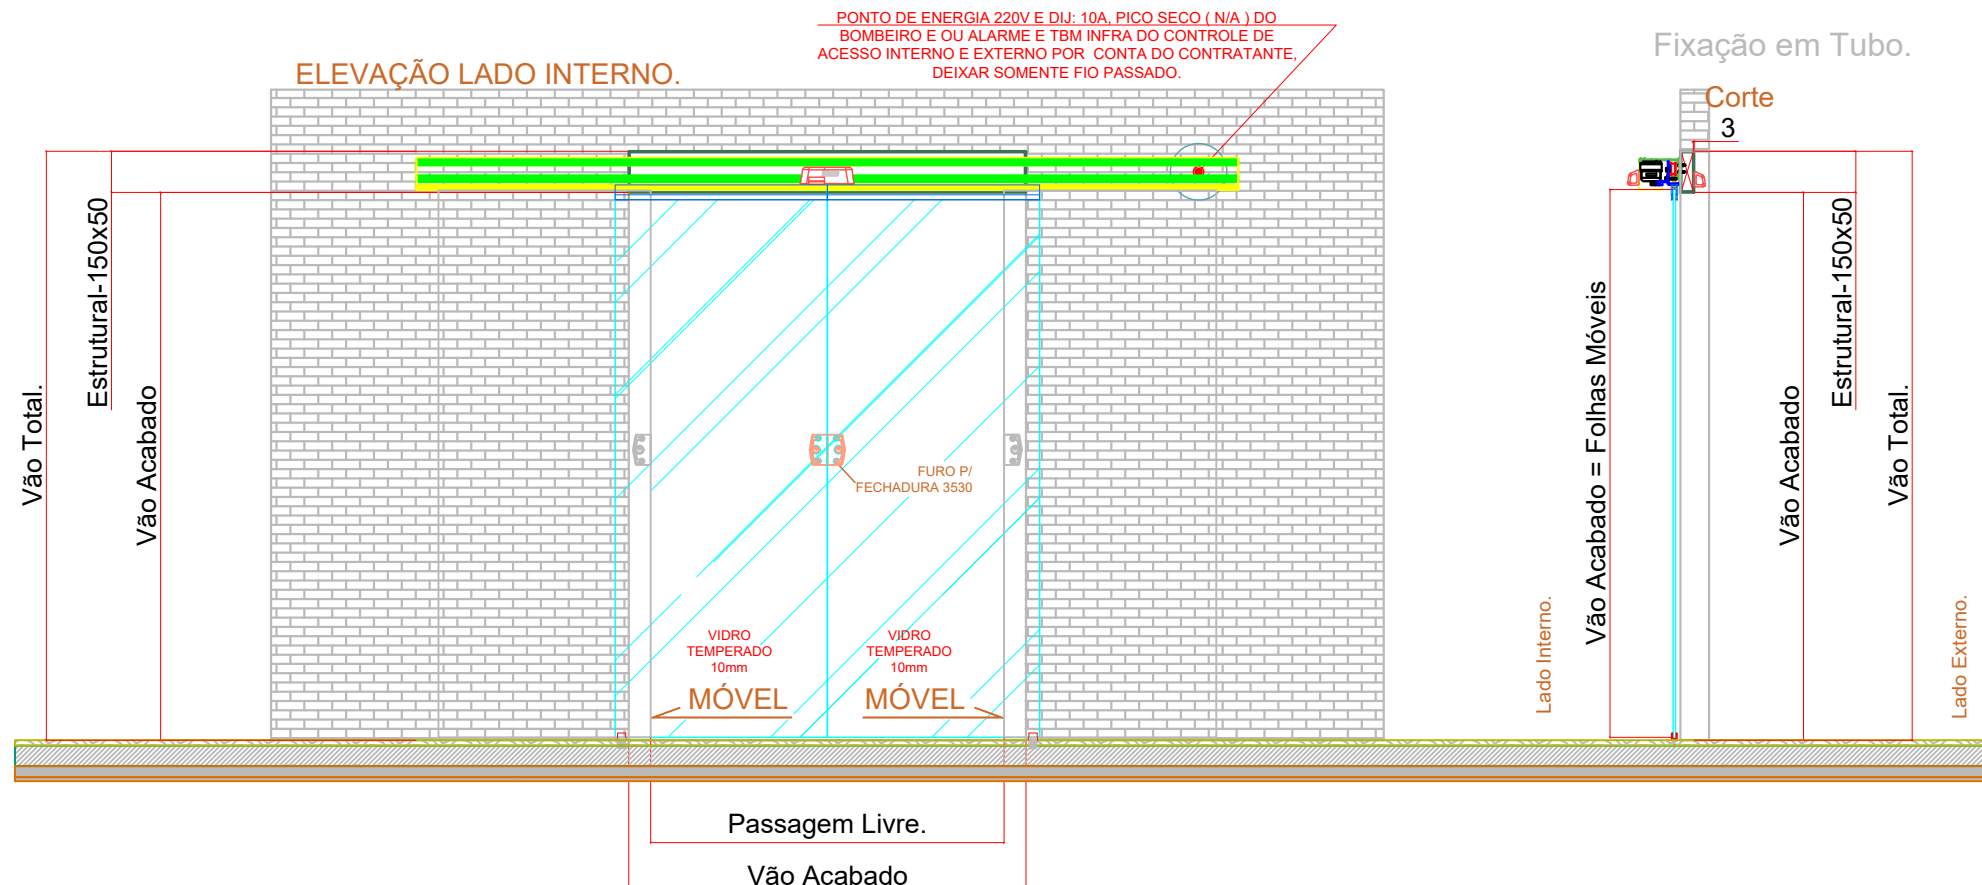 PONTO DE ENERGIA 220V E DIJ: 10A, PICO SECO ( N/A ) DO
BOMBEIRO E OU ALARME E TBM INFRA DO CONTROLE DE
ACESSO INTERNO E EXTERNO POR CONTA DO CONTRATANTE,
DEIXAR SOMENTE FIO PASSADO.
ELEVAÇÃO LADO INTERNO.
Fixação em Tubo.
Corte
3
Vão Total.
Estrutural-150x50
Vão Acabado
FURO P/
FECHADURA 3530
VIDRO
TEMPERADO
10mm
MÓVEL
VIDRO
TEMPERADO
10mm
MÓVEL
Passagem Livre.
Vão Acabado
Lado Interno.
Vão Acabado = Folhas Móveis
Vão Acabado
Estrutural-150x50
Vão Total.
Lado Externo.